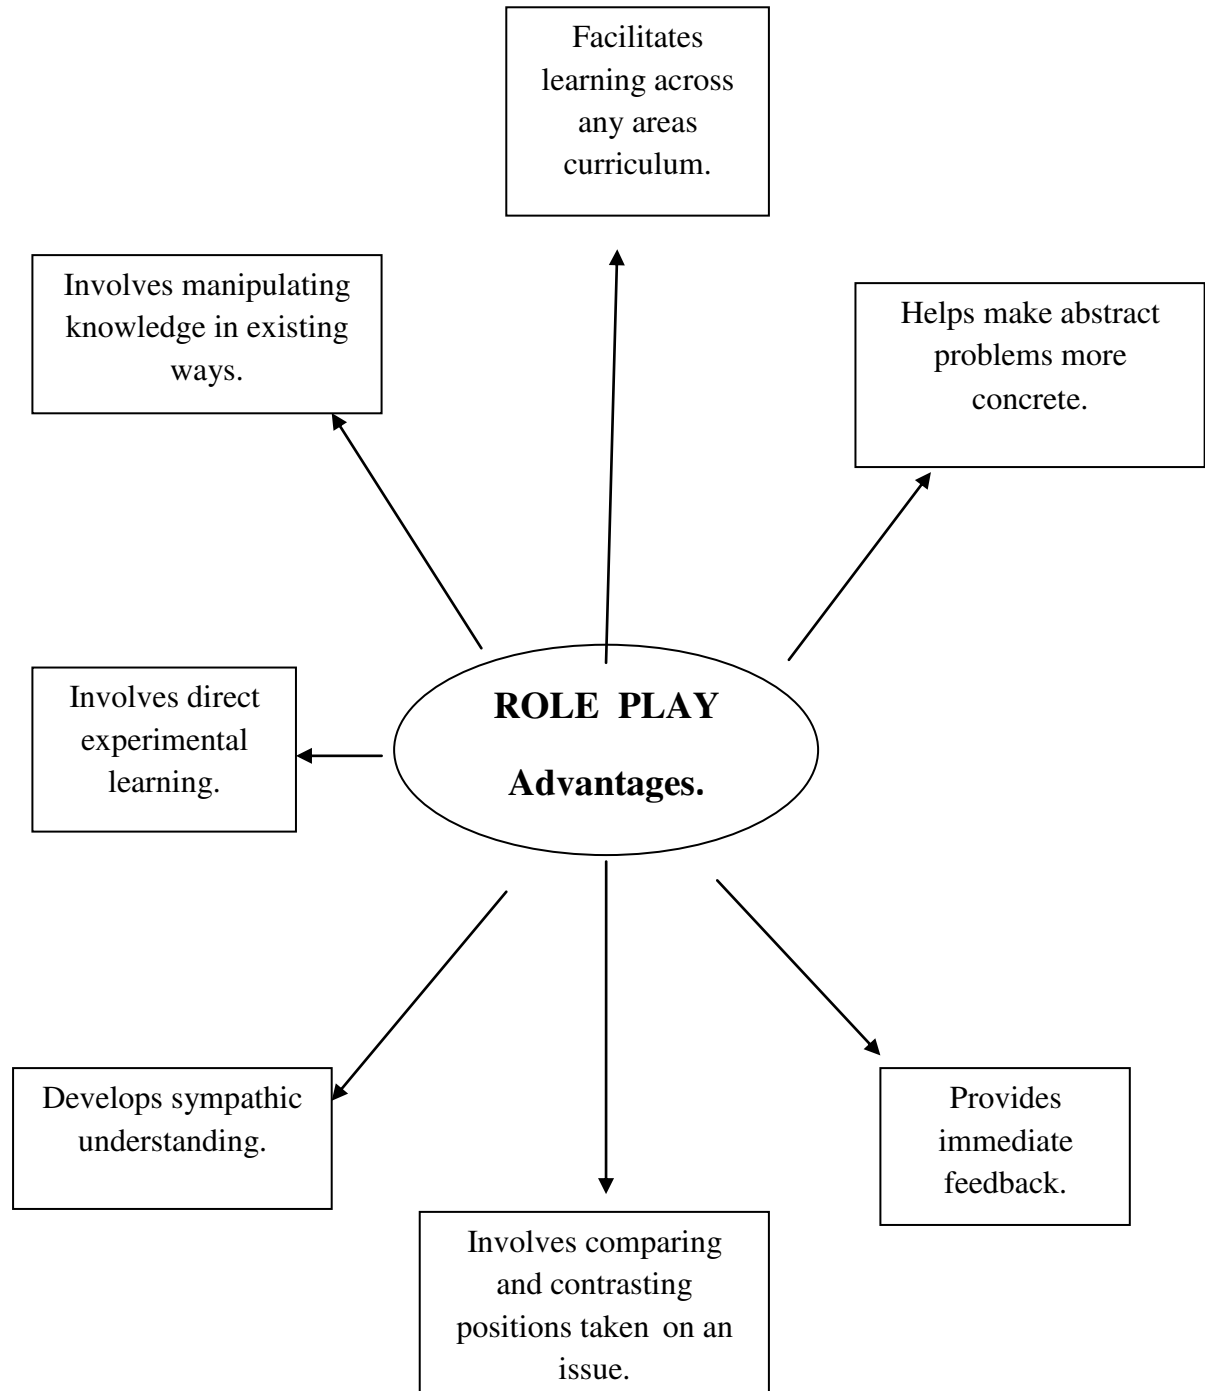 Facilitates
learning across
any areas
curriculum.
Involves manipulating
knowledge in existing
ways.
Helps make abstract
problems more
concrete.
ROLE PLAY
Advantages.
Involves direct
experimental
learning.
Develops sympathic
understanding.
Provides
immediate
feedback.
Involves comparing
and contrasting
positions taken on an
issue.